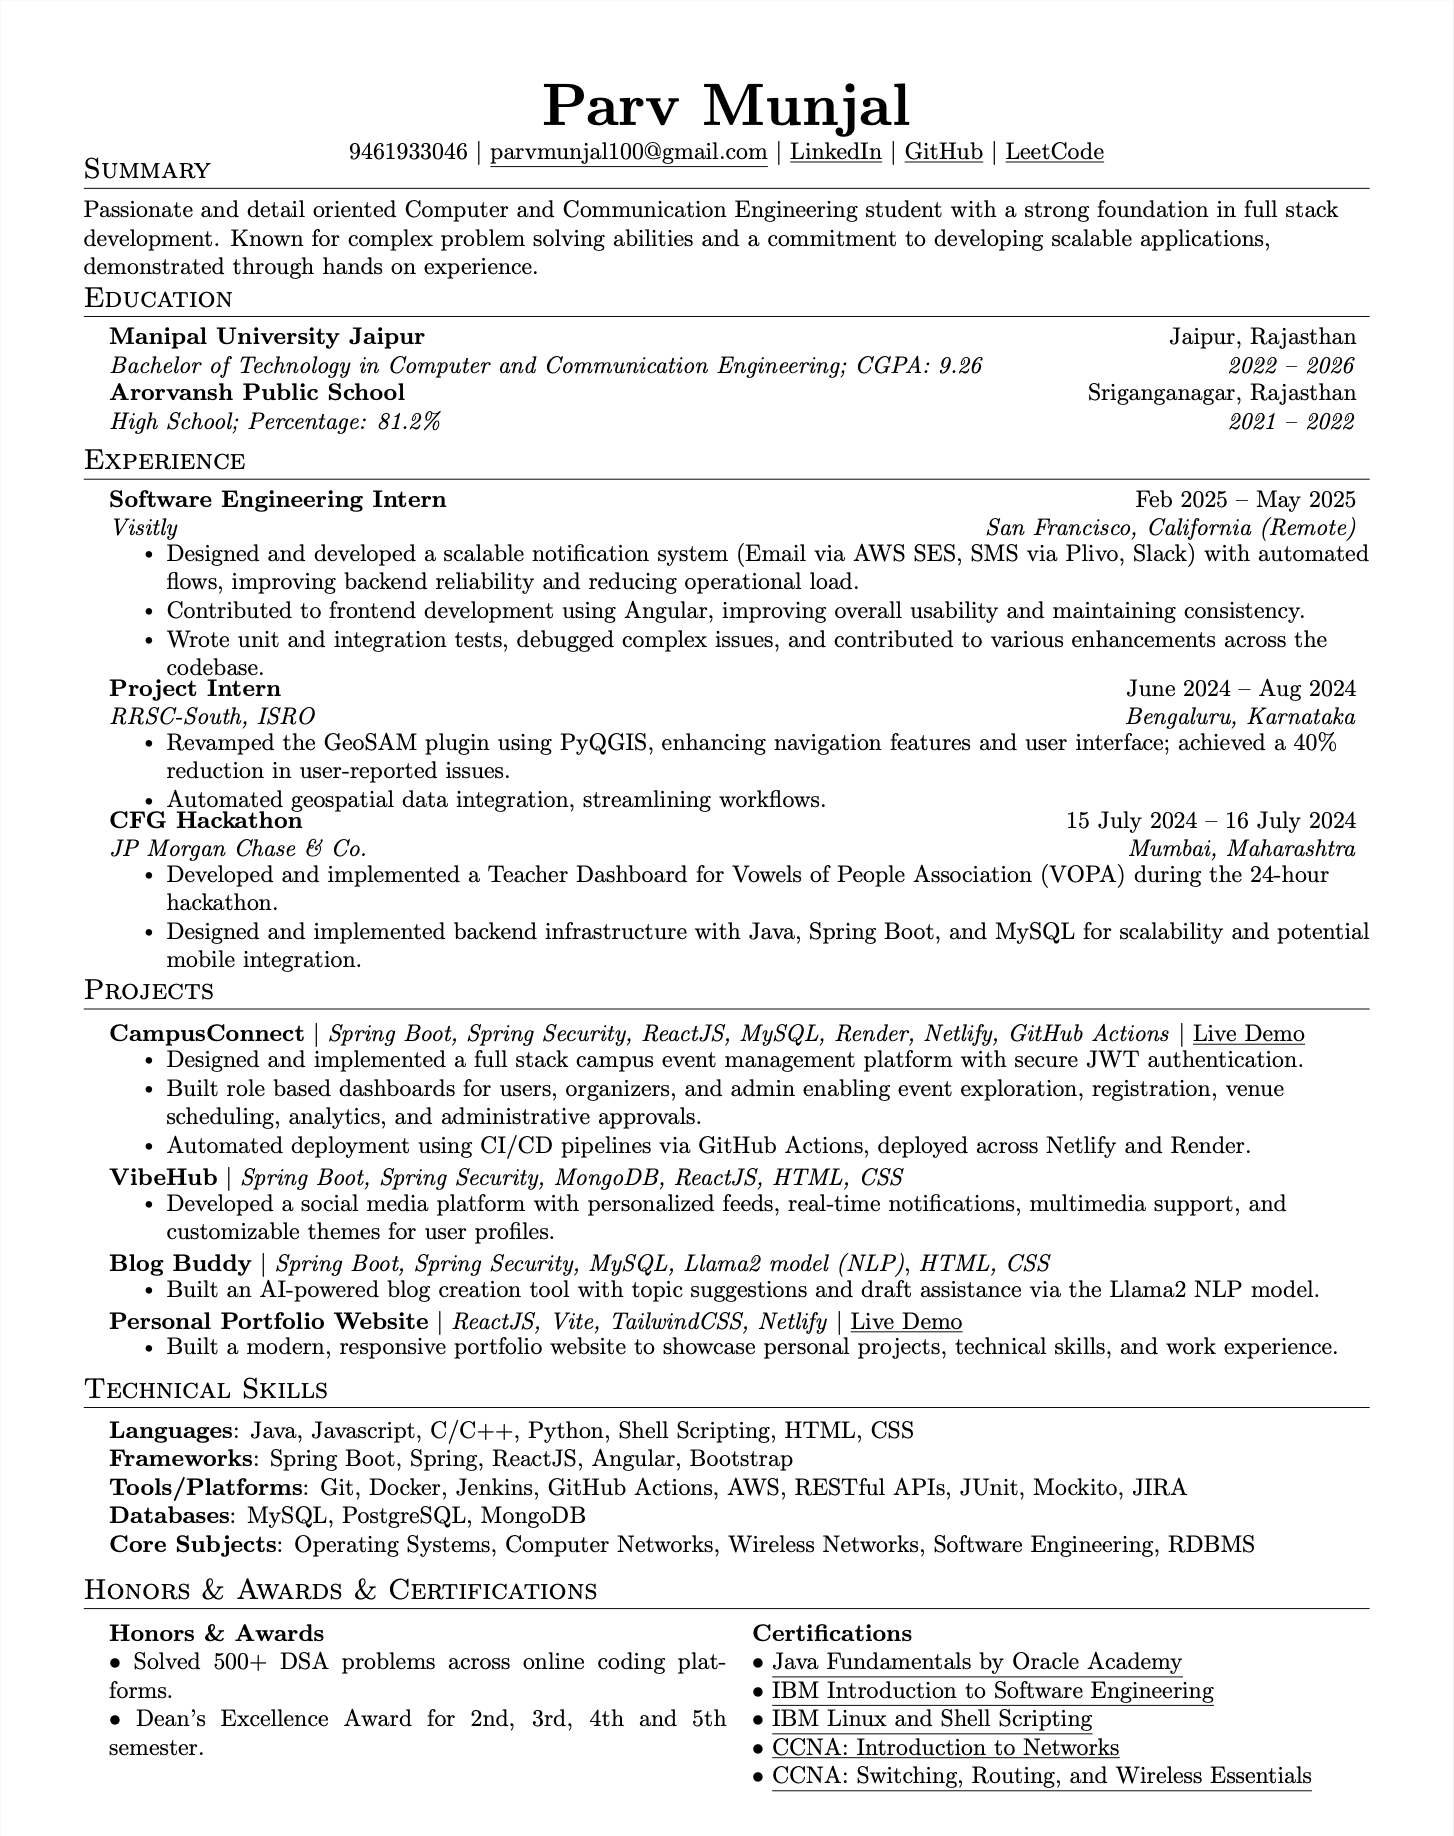 Parv Munjal
9461933046 | parvmunjal100@gmail.com | LinkedIn | GitHub | LeetCode
Summary
Passionate and detail oriented Computer and Communication Engineering student with a strong foundation in full stack
development. Known for complex problem solving abilities and a commitment to developing scalable applications,
demonstrated through hands on experience.
Education
Manipal University Jaipur Jaipur, Rajasthan
Bachelor of Technology in Computer and Communication Engineering; CGPA: 9.26 2022 – 2026
Arorvansh Public School Sriganganagar, Rajasthan
High School; Percentage: 81.2% 2021 – 2022
Experience
Software Engineering Intern Feb 2025 – May 2025
Visitly San Francisco, California (Remote)
• Designed and developed a scalable notification system (Email via AWS SES, SMS via Plivo, Slack) with automated
flows, improving backend reliability and reducing operational load.
• Contributed to frontend development using Angular, improving overall usability and maintaining consistency.
• Wrote unit and integration tests, debugged complex issues, and contributed to various enhancements across the
codebase.
Project Intern June 2024 – Aug 2024
RRSC-South, ISRO Bengaluru, Karnataka
• Revamped the GeoSAM plugin using PyQGIS, enhancing navigation features and user interface; achieved a 40%
reduction in user-reported issues.
• Automated geospatial data integration, streamlining workflows.
CFG Hackathon 15 July 2024 – 16 July 2024
JP Morgan Chase & Co. Mumbai, Maharashtra
• Developed and implemented a Teacher Dashboard for Vowels of People Association (VOPA) during the 24-hour
hackathon.
• Designed and implemented backend infrastructure with Java, Spring Boot, and MySQL for scalability and potential
mobile integration.
Projects
CampusConnect | Spring Boot, Spring Security, ReactJS, MySQL, Render, Netlify, GitHub Actions | Live Demo
• Designed and implemented a full stack campus event management platform with secure JWT authentication.
• Built role based dashboards for users, organizers, and admin enabling event exploration, registration, venue
scheduling, analytics, and administrative approvals.
• Automated deployment using CI/CD pipelines via GitHub Actions, deployed across Netlify and Render.
VibeHub | Spring Boot, Spring Security, MongoDB, ReactJS, HTML, CSS
• Developed a social media platform with personalized feeds, real-time notifications, multimedia support, and
customizable themes for user profiles.
Blog Buddy | Spring Boot, Spring Security, MySQL, Llama2 model (NLP), HTML, CSS
• Built an AI-powered blog creation tool with topic suggestions and draft assistance via the Llama2 NLP model.
Personal Portfolio Website | ReactJS, Vite, TailwindCSS, Netlify | Live Demo
• Built a modern, responsive portfolio website to showcase personal projects, technical skills, and work experience.
Technical Skills
Languages: Java, Javascript, C/C++, Python, Shell Scripting, HTML, CSS
Frameworks: Spring Boot, Spring, ReactJS, Angular, Bootstrap
Tools/Platforms: Git, Docker, Jenkins, GitHub Actions, AWS, RESTful APIs, JUnit, Mockito, JIRA
Databases: MySQL, PostgreSQL, MongoDB
Core Subjects: Operating Systems, Computer Networks, Wireless Networks, Software Engineering, RDBMS
Honors & Awards & Certifications
Honors & Awards
• Solved 500+ DSA problems across online coding plat-
forms.
• Dean's Excellence Award for 2nd, 3rd, 4th and 5th
semester.
Certifications
• Java Fundamentals by Oracle Academy
• IBM Introduction to Software Engineering
• IBM Linux and Shell Scripting
• CCNA: Introduction to Networks
• CCNA: Switching, Routing, and Wireless Essentials